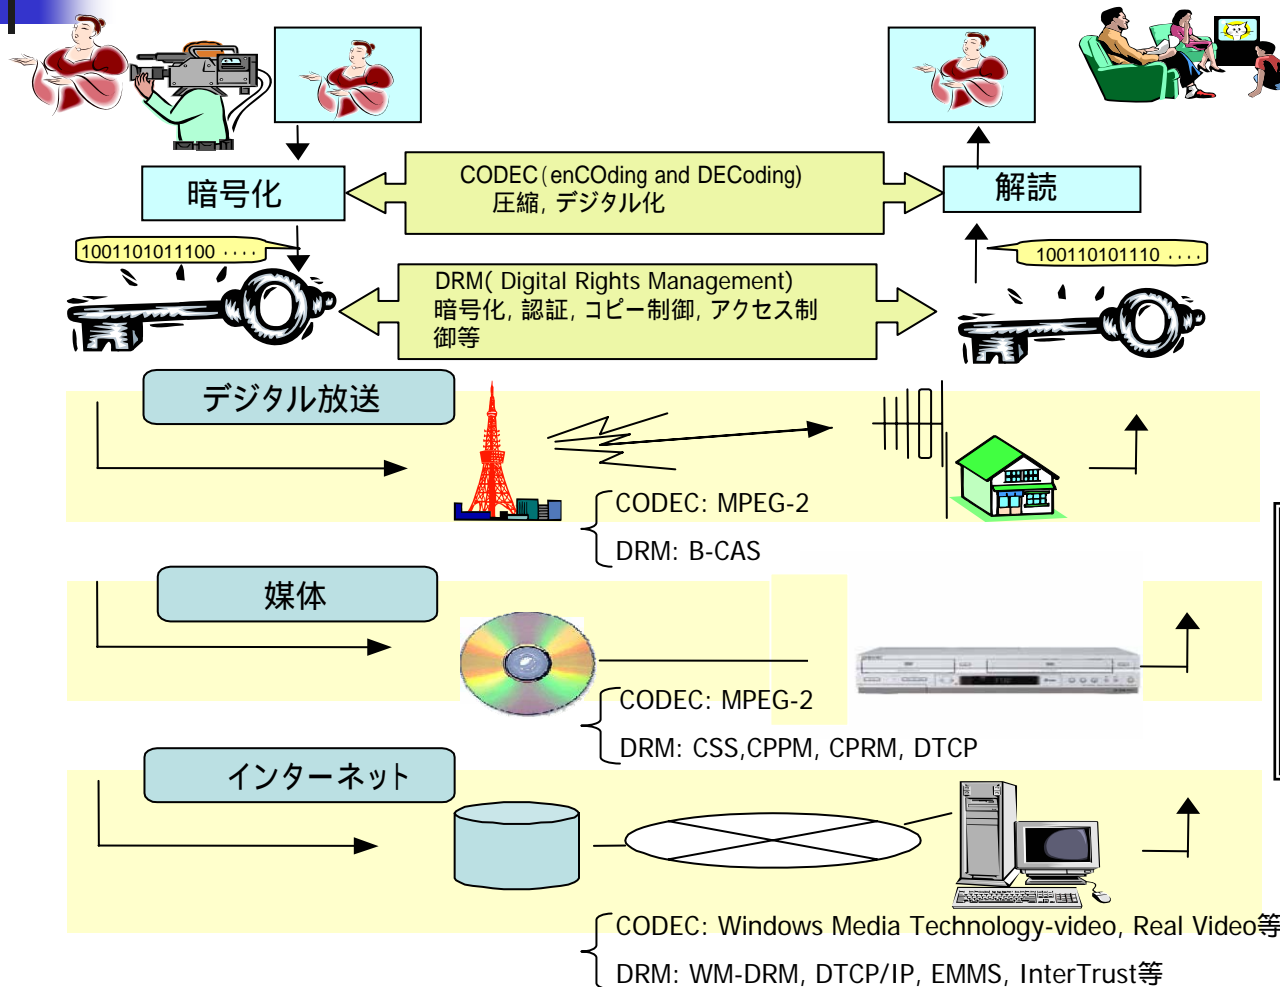 暗号化
CODEC(enCOding and DECoding)
圧縮, デジタル化
解読
1001101011100 ････
100110101110 ････
DRM( Digital Rights Management)
暗号化, 認証, コピー制御, アクセス制
御等
デジタル放送
CODEC: MPEG-2
DRM: B-CAS
媒体
CODEC: MPEG-2
DRM: CSS,CPPM, CPRM, DTCP
インターネット
CODEC: Windows Media Technology-video, Real Video等
DRM: WM-DRM, DTCP/IP, EMMS, InterTrust等